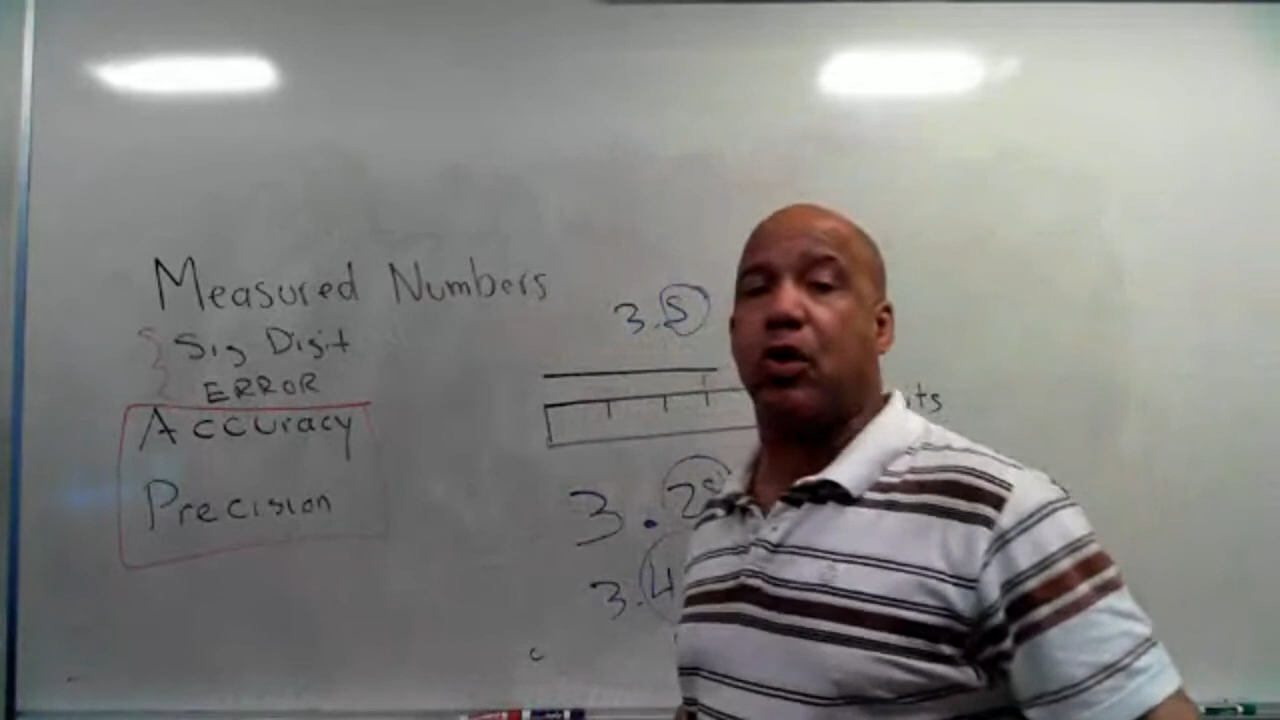 Measured Numbers
Sig Digit
ERROR
Accuracy
Precision
3.5
3.2
3.4